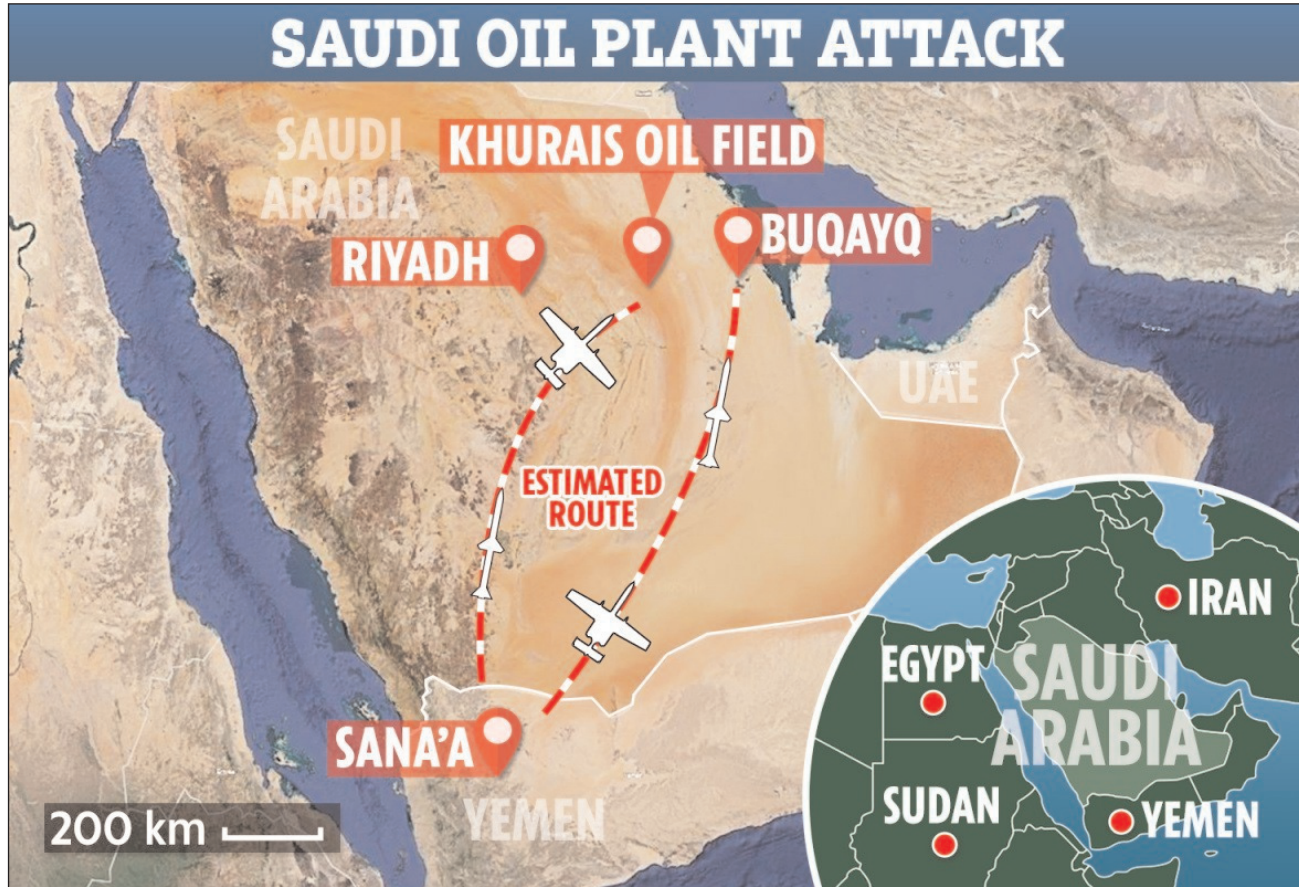 SAUDI OIL PLANT ATTACK
SAUDI
ARABIA
KHURAIS OIL FIELD
RIYADH
BUQAYQ
UAE
ESTIMATED
ROUTE
SANA'A
YEMEN
200 km
IRAN
EGYPT
SAUDI
ARABIA
SUDAN
YEMEN